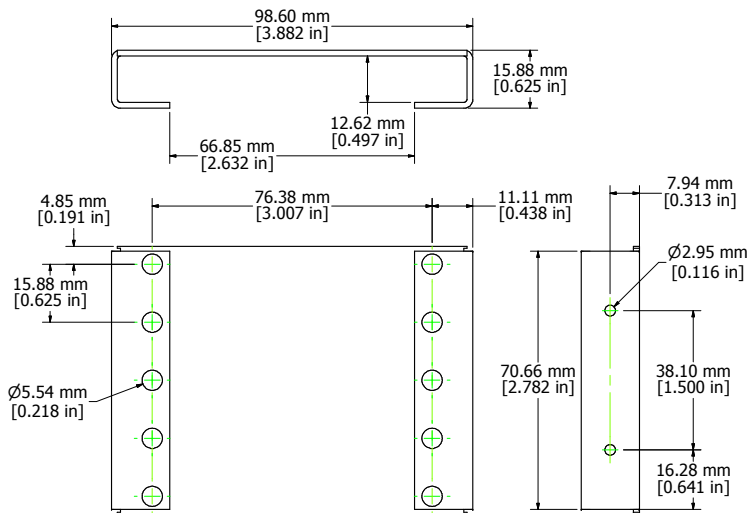 98.60 mm
[3.882 in]
15.88 mm
[0.625 in]
12.62 mm
[0.497 in]
66.85 mm
[2.632 in]
4.85 mm
[0.191 in]
76.38 mm
[3.007 in]
11.11 mm
[0.438 in]
7.94 mm
[0.313 in]
15.88 mm
[0.625 in]
Ø2.95 mm
[0.116 in]
Ø5.54 mm
[0.218 in]
70.66 mm
[2.782 in]
38.10 mm
[1.500 in]
16.28 mm
[0.641 in]